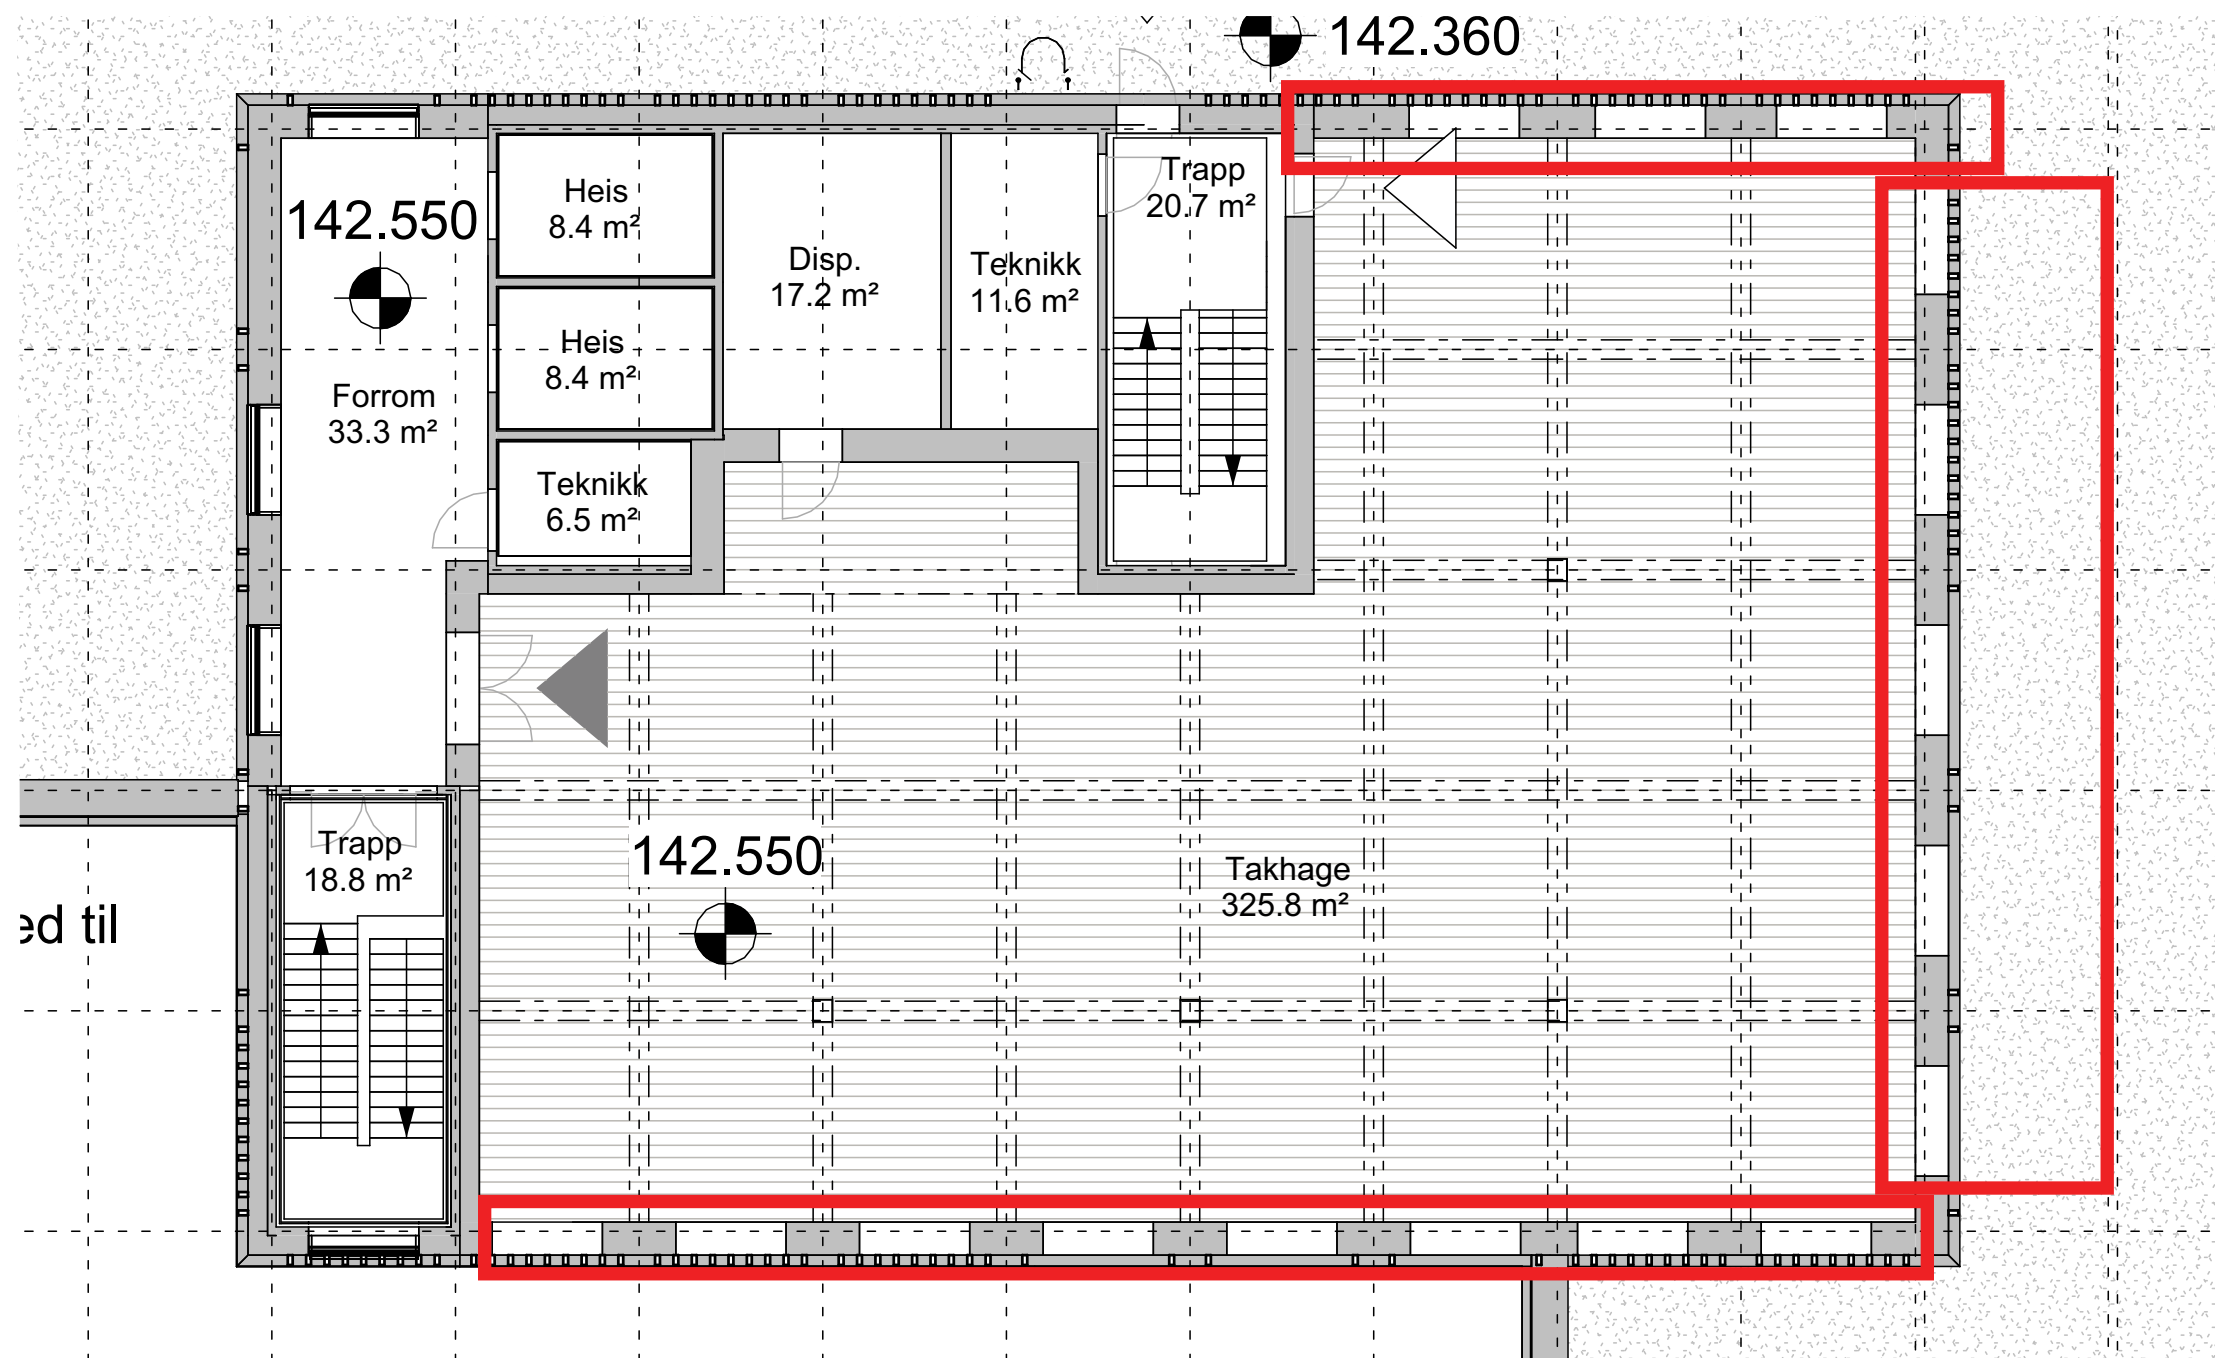 142.360
Trapp
20.7 m²
Heis
8.4 m²
142.550
Disp.
17.2 m²
Teknikk
11.6 m²
Heis
8.4 m²
Forrom
33.3 m²
Teknikk
6.5 m²
Trapp
18.8 m²
142.550
Takhage
325.8 m²
ed til